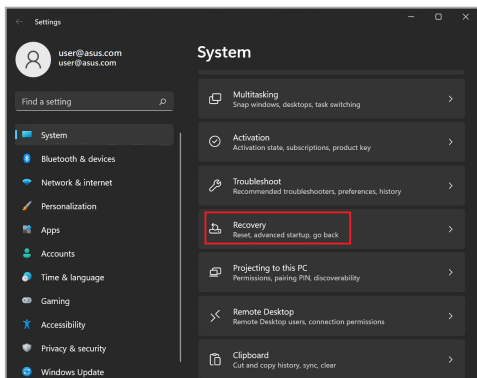 Settings
user@asus.com
user@asus.com
Find a setting
System
Bluetooth & devices
Network & internet
Personalization
Apps
Accounts
Time & language
Gaming
Accessibility
Privacy & security
Windows Update
System
Multitasking
Snap windows, desktops, task switching
Activation
Activation state, subscriptions, product key
Troubleshoot
Recommended troubleshooters, preferences, history
Recovery
Reset, advanced startup, go back
Projecting to this PC
Permissions, pairing PIN, discoverability
Remote Desktop
Remote Desktop users, connection permissions
Clipboard
Cut and copy history, sync, clear